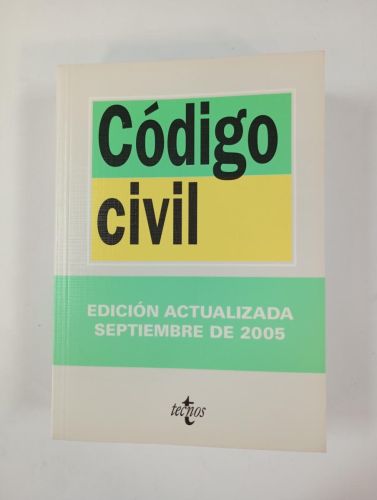 Código
civil
EDICIÓN ACTUALIZADA
SEPTIEMBRE DE 2005
tecnos